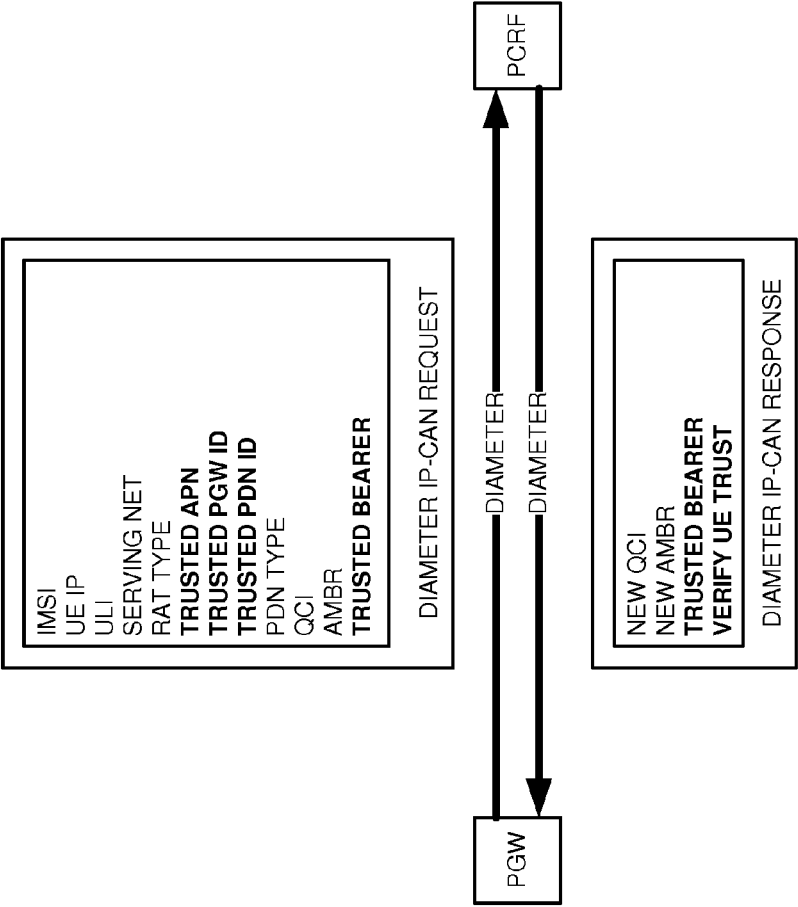 IMSI
UE IP
ULI
SERVING NET
RAT TYPE
TRUSTED APN
TRUSTED PGW ID
TRUSTED PDN ID
PDN TYPE
QCI
AMBR
TRUSTED BEARER
DIAMETER IP-CAN REQUEST
PGW
DIAMETER
DIAMETER
PCRF
NEW QCI
NEW AMBR
TRUSTED BEARER
VERIFY UE TRUST
DIAMETER IP-CAN RESPONSE